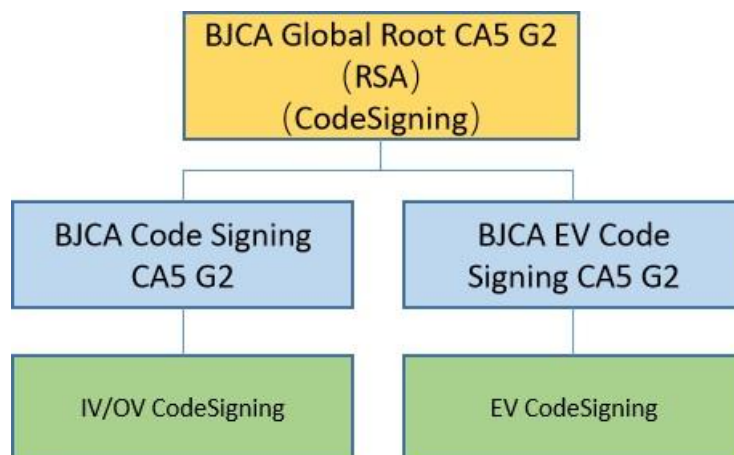 BJCA Global Root CA5 G2
（RSA）
（CodeSigning）
BJCA Code Signing
CA5 G2
BJCA EV Code
Signing CA5 G2
IV/OV CodeSigning
EV CodeSigning